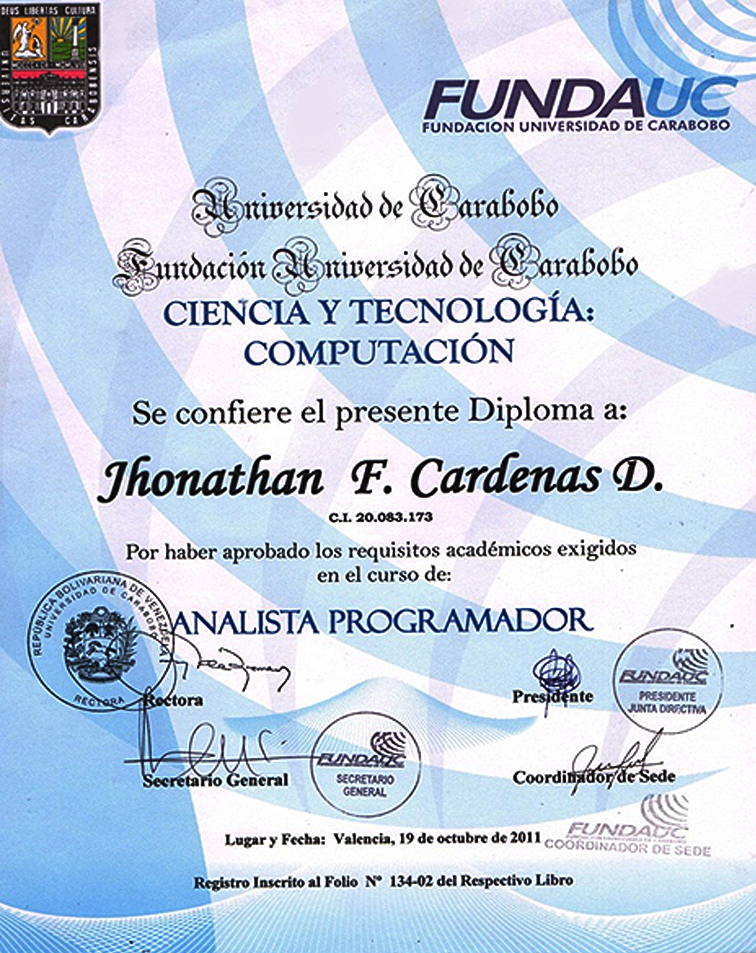 DEUS LIBERTAS CULTURA
FUNDAUC
FUNDACION UNIVERSIDAD DE CARABOBO
Universidad de Carabobo
Fundación Universidad de Carabobo
CIENCIA Y TECNOLOGÍA:
COMPUTACIÓN
Se confiere el presente Diploma a:
Jhonathan F. Cardenas D.
C.I. 20.083.173
Por haber aprobado los requisitos académicos exigidos
en el curso de:
ANALISTA PROGRAMADOR
REPÚBLICA BOLIVARIANA DE VENEZUELA
UNIVERSIDAD DE CARABOBO
RECTORA
Rectora
Presidente
FUNDAUC
PRESIDENTE
JUNTA DIRECTIVA
Secretario General
FUNDAUC
SECRETARIO
GENERAL
Coordinador de Sede
Lugar y Fecha: Valencia, 19 de octubre de 2011
FUNDAUC
COORDINADOR DE SEDE
Registro Inscrito al Folio Nº 134-02 del Respectivo Libro